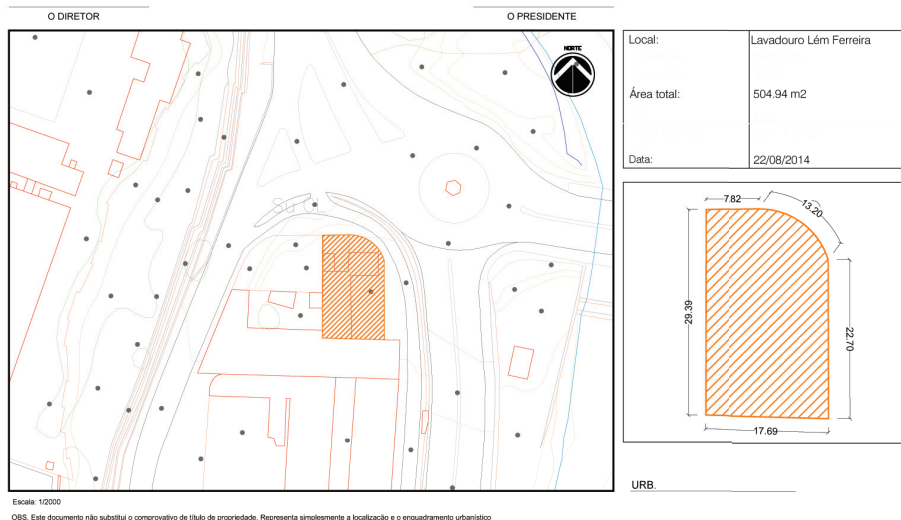 O DIRETOR
O PRESIDENTE
NORTE
Local: Lavadouro Lém Ferreira
Área total: 504.94 m2
Data: 22/08/2014
7.82
13.20
29.39
22.70
17.69
URB.
Escala: 1/2000
OBS. Este documento não substitui o comprovativo de título de propriedade. Representa simplesmente a localização e o enquadramento urbanístico